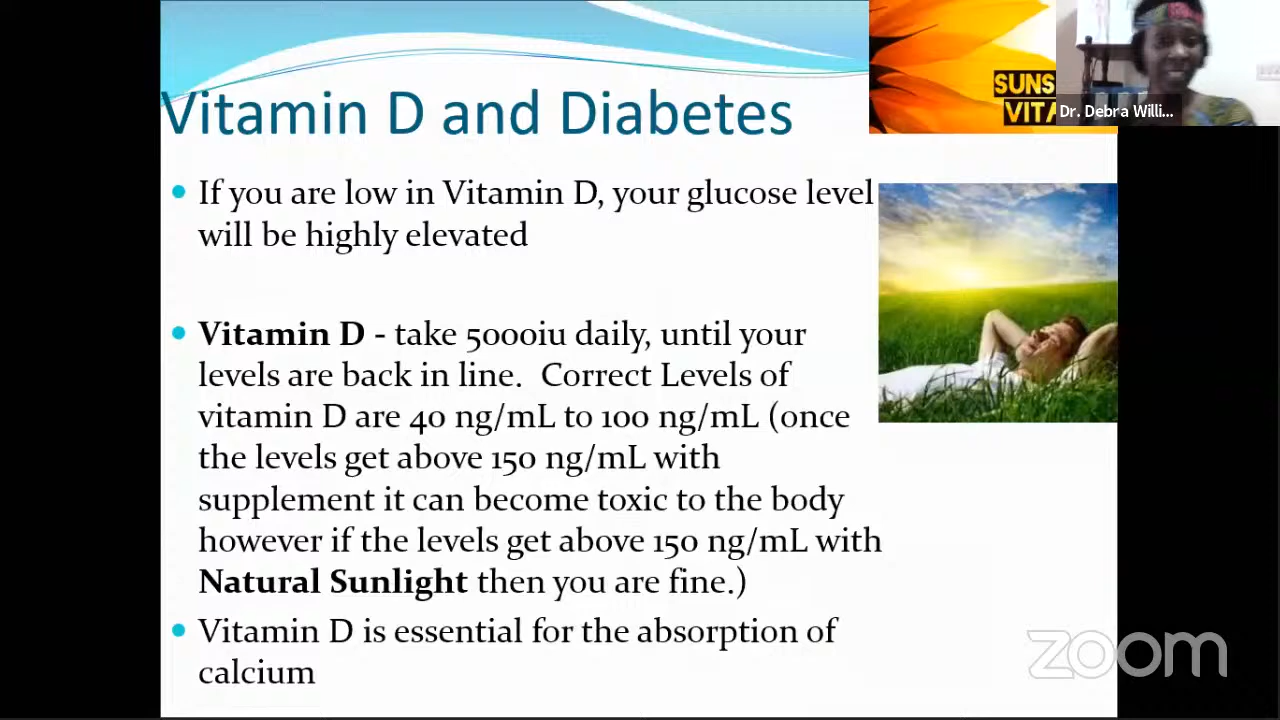 Vitamin D and Diabetes
SUNS
VITA
Dr. Debra Willi...
If you are low in Vitamin D, your glucose level
will be highly elevated
Vitamin D - take 5000iu daily, until your
levels are back in line. Correct Levels of
vitamin D are 40 ng/mL to 100 ng/mL (once
the levels get above 150 ng/mL with
supplement it can become toxic to the body
however if the levels get above 150 ng/mL with
Natural Sunlight then you are fine.)
Vitamin D is essential for the absorption of
calcium
zoom